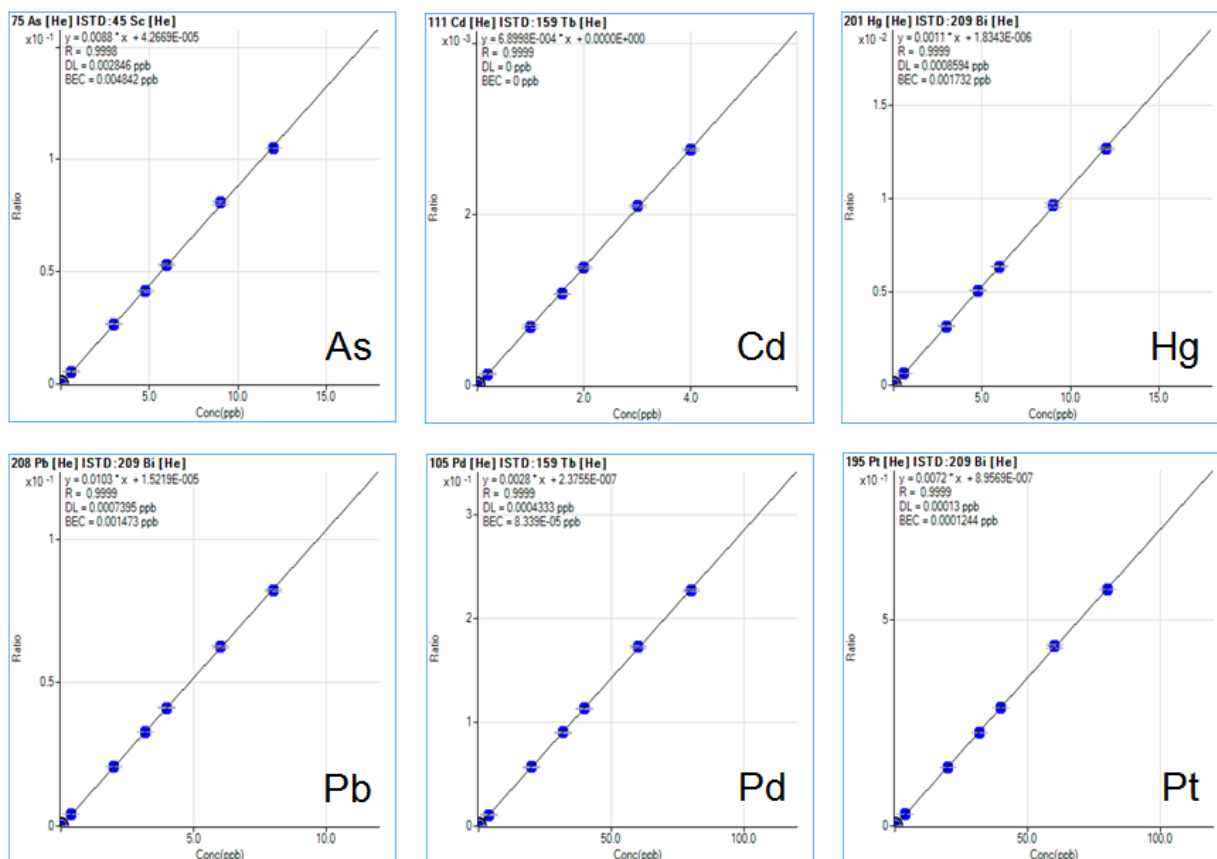 75 As [He] ISTD:45 Sc [He]
x10⁻¹
y = 0.0088 * x + 4.2669E-005
R = 0.9998
DL = 0.002846 ppb
BEC = 0.004842 ppb
1
Ratio
0.5
As
0
5.0
10.0
15.0
Conc(ppb)
111 Cd [He] ISTD:159 Tb [He]
x10⁻³
y = 6.8998E-004 * x + 0.0000E+000
R = 0.9999
DL = 0 ppb
BEC = 0 ppb
2
Ratio
Cd
0
2.0
4.0
Conc(ppb)
201 Hg [He] ISTD:209 Bi [He]
x10⁻²
y = 0.0011 * x + 1.8343E-006
R = 0.9999
DL = 0.0008594 ppb
BEC = 0.001732 ppb
1.5
1
Ratio
0.5
Hg
0
5.0
10.0
15.0
Conc(ppb)
208 Pb [He] ISTD:209 Bi [He]
x10⁻¹
y = 0.0103 * x + 1.5219E-005
R = 0.9999
DL = 0.0007395 ppb
BEC = 0.001473 ppb
1
Ratio
0.5
Pb
0
5.0
10.0
Conc(ppb)
105 Pd [He] ISTD:159 Tb [He]
x10⁻¹
y = 0.0028 * x + 2.3755E-007
R = 0.9999
DL = 0.0004333 ppb
BEC = 8.339E-05 ppb
3
2
Ratio
1
Pd
0
50.0
100.0
Conc(ppb)
195 Pt [He] ISTD:209 Bi [He]
x10⁻¹
y = 0.0072 * x + 8.9569E-007
R = 0.9999
DL = 0.00013 ppb
BEC = 0.0001244 ppb
5
Ratio
Pt
0
50.0
100.0
Conc(ppb)